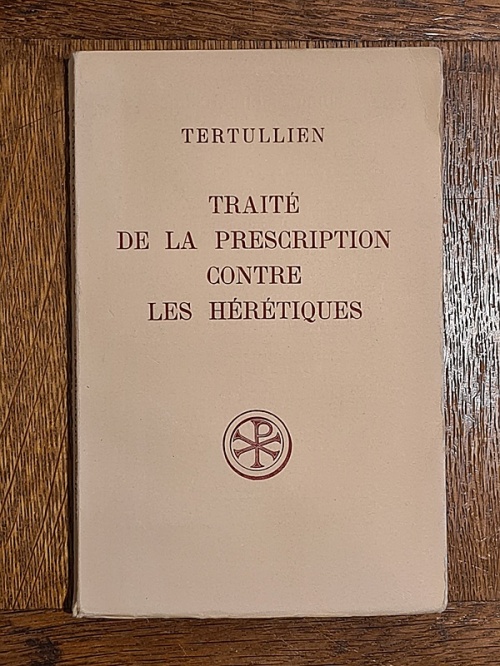 TERTULLIEN
TRAITÉ
DE LA PRESCRIPTION
CONTRE
LES HÉRÉTIQUES